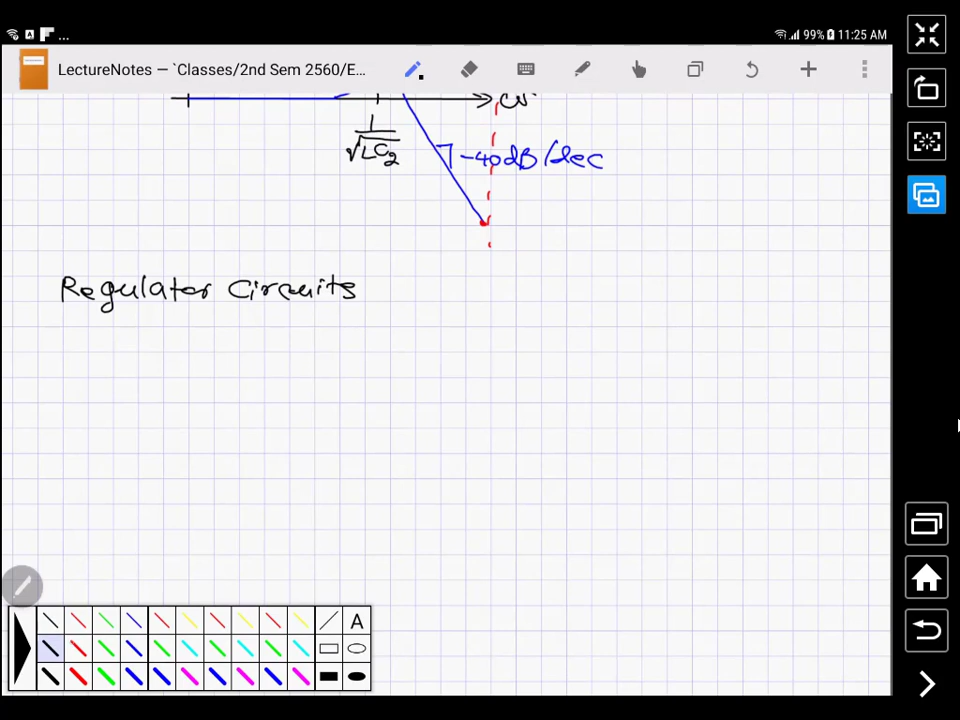 A ... 99% 11:25 AM
LectureNotes — `Classes/2nd Sem 2560/E...
ω
1/√LC₂
-40dB/dec
Regulator Circuits
A